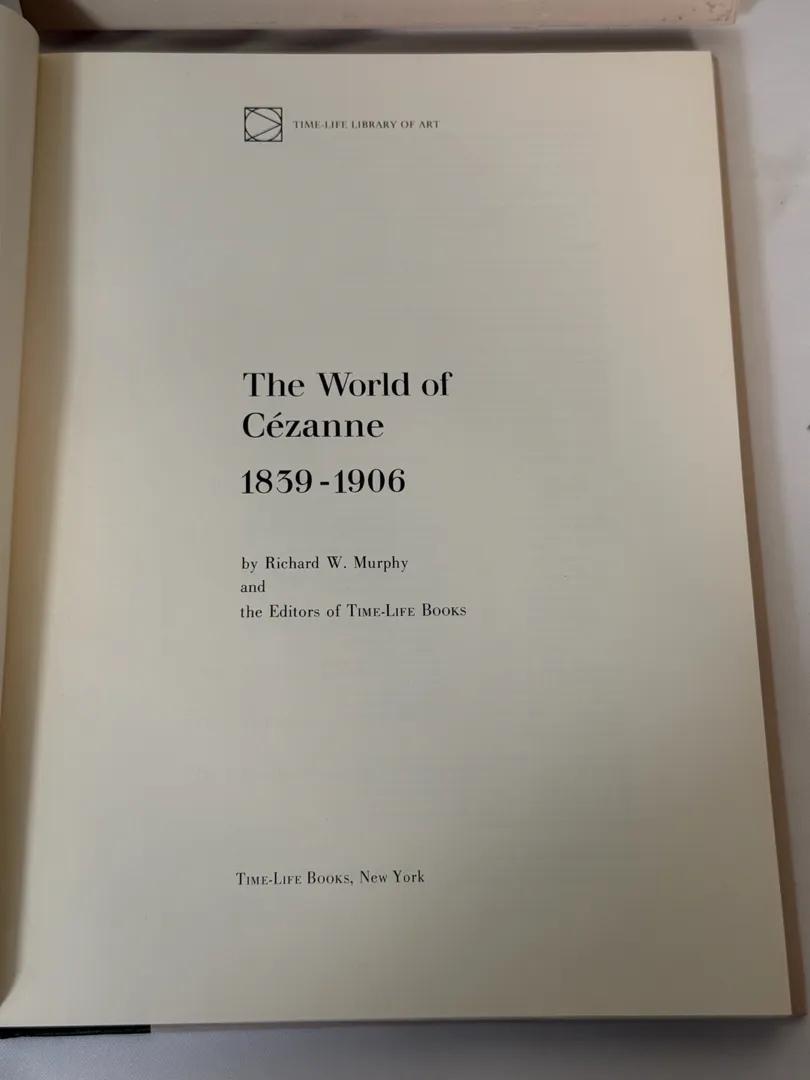 TIME-LIFE LIBRARY OF ART
The World of
Cézanne
1839-1906
by Richard W. Murphy
and
the Editors of TIME-LIFE BOOKS
TIME-LIFE BOOKS, New York